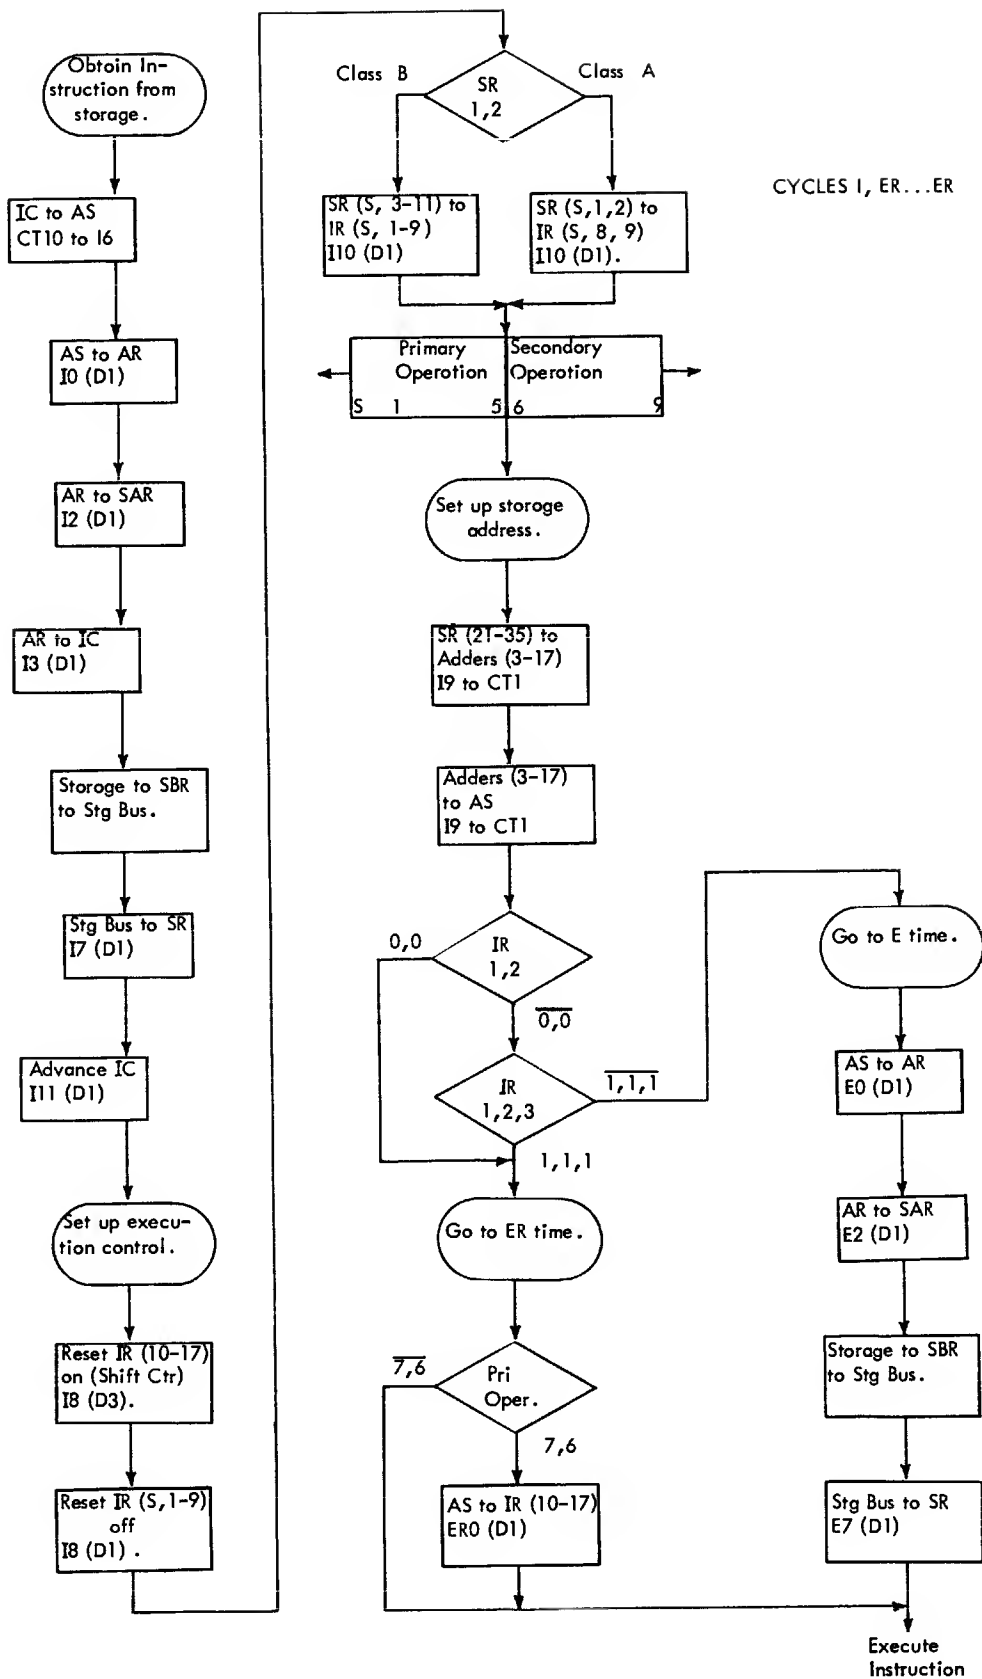 Obtoin In-
struction from
storage.
IC to AS
CT10 to I6
AS to AR
I0 (D1)
AR to SAR
I2 (D1)
AR to IC
I3 (D1)
Storoge to SBR
to Stg Bus.
Stg Bus to SR
I7 (D1)
Advance IC
I11 (D1)
Set up execu-
tion control.
Reset IR (10-17)
on (Shift Ctr)
I8 (D3).
Reset IR (S,1-9)
off
I8 (D1).
Class B
SR
1,2
Class A
CYCLES I, ER...ER
SR (S, 3-11) to
IR (S, 1-9)
I10 (D1)
SR (S,1,2) to
IR (S, 8, 9)
I10 (D1).
Primary
Operotion
S 1 5
Secondory
Operotion
6 9
Set up storoge
address.
SR (21-35) to
Adders (3-17)
I9 to CT1
Adders (3-17)
to AS
I9 to CT1
0,0
IR
1,2
0,0
IR
1,2,3
1,1,1
1,1,1
Go to ER time.
7,6
Pri
Oper.
7,6
AS to IR (10-17)
ER0 (D1)
Go to E time.
AS to AR
E0 (D1)
AR to SAR
E2 (D1)
Storage to SBR
to Stg Bus.
Stg Bus to SR
E7 (D1)
Execute
Instruction